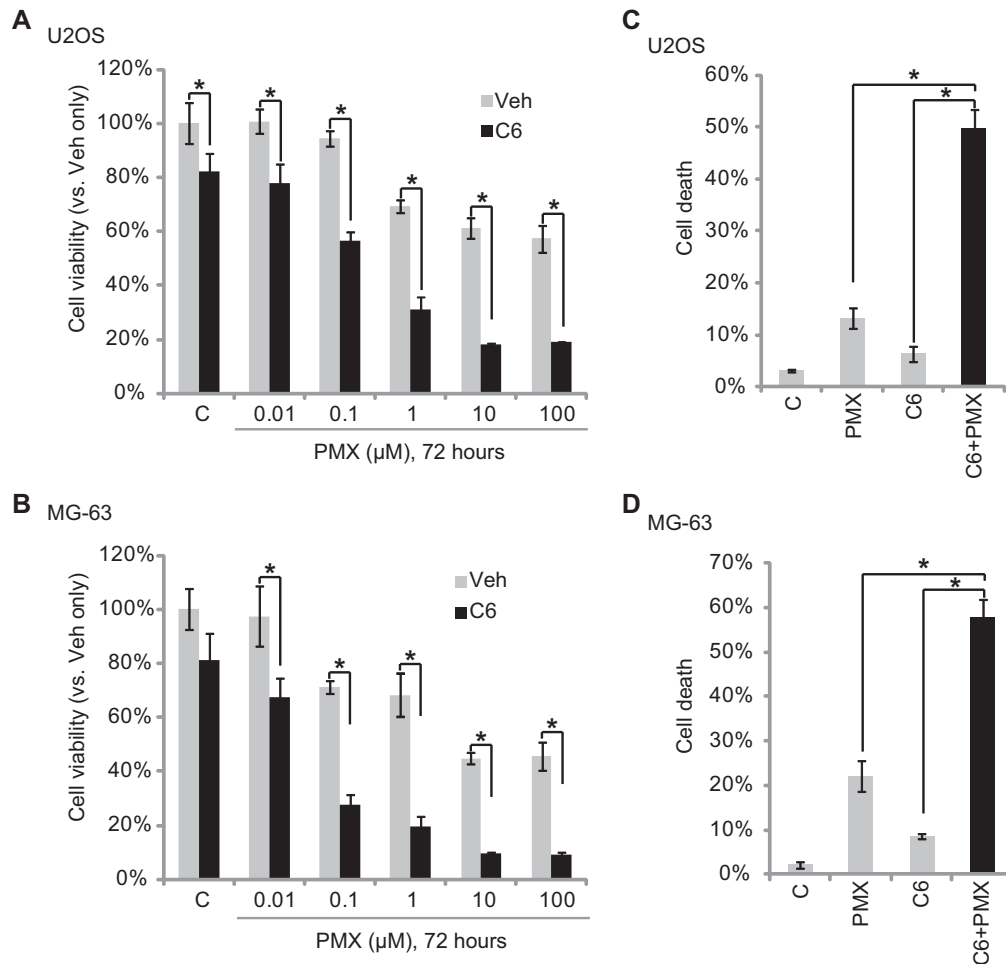 A
U2OS
120%
100%
80%
60%
40%
20%
0%
Cell viability (vs. Veh only)
*
*
*
*
*
*
Veh
C6
C 0.01 0.1 1 10 100
PMX (µM), 72 hours
C
U2OS
60%
50%
40%
30%
20%
10%
0%
Cell death
*
*
C PMX C6 C6+PMX
B
MG-63
120%
100%
80%
60%
40%
20%
0%
Cell viability (vs. Veh only)
*
*
*
*
*
Veh
C6
C 0.01 0.1 1 10 100
PMX (µM), 72 hours
D
MG-63
70%
60%
50%
40%
30%
20%
10%
0%
Cell death
*
*
C PMX C6 C6+PMX